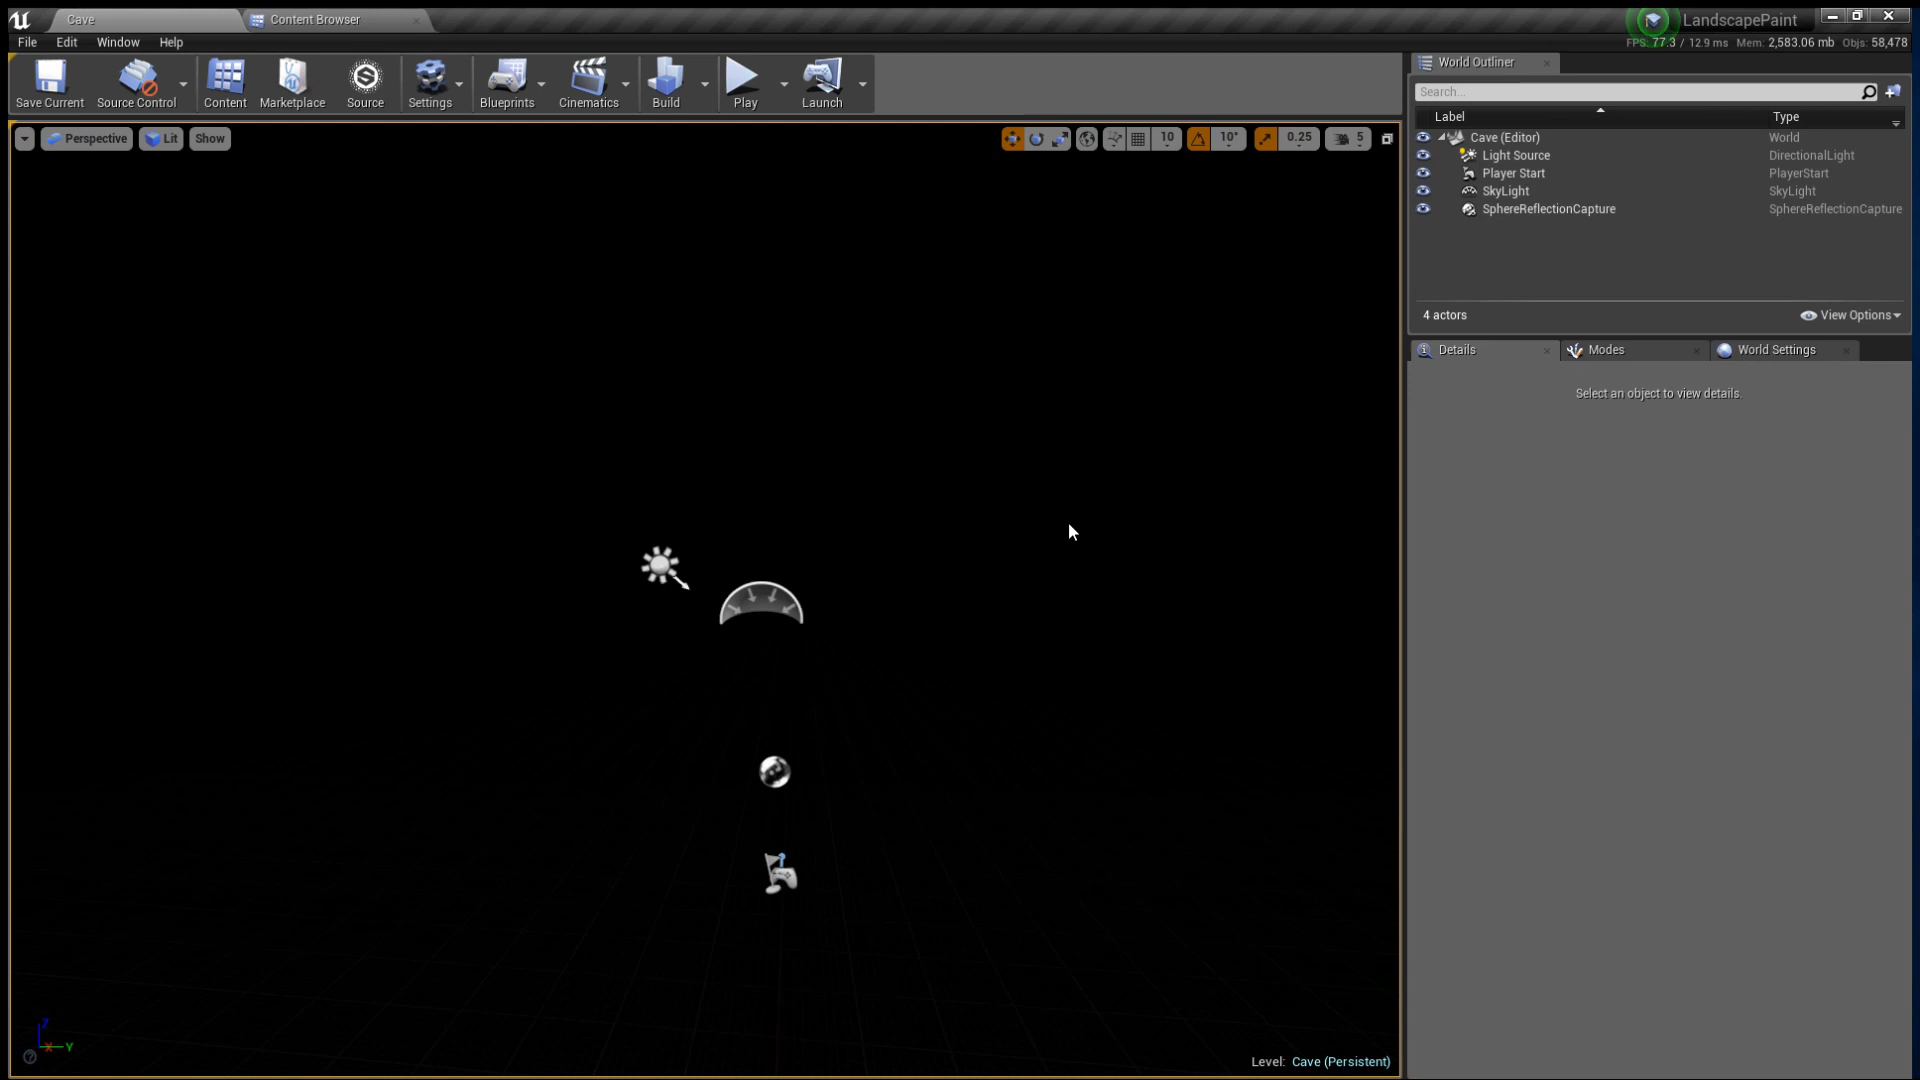 Cave
Content Browser
LandscapePaint
File Edit Window Help
FPS: 77.3 / 12.9 ms Mem: 2,583.06 mb Objs: 58,478
Save Current
Source Control
Content
Marketplace
Source
Settings
Blueprints
Cinematics
Build
Play
Launch
Perspective
Lit
Show
10
10°
0.25
5
World Outliner
Search...
Label Type
Cave (Editor) World
Light Source DirectionalLight
Player Start PlayerStart
SkyLight SkyLight
SphereReflectionCapture SphereReflectionCapture
4 actors
View Options
Details
Modes
World Settings
Select an object to view details.
Z
X
Y
Level: Cave (Persistent)